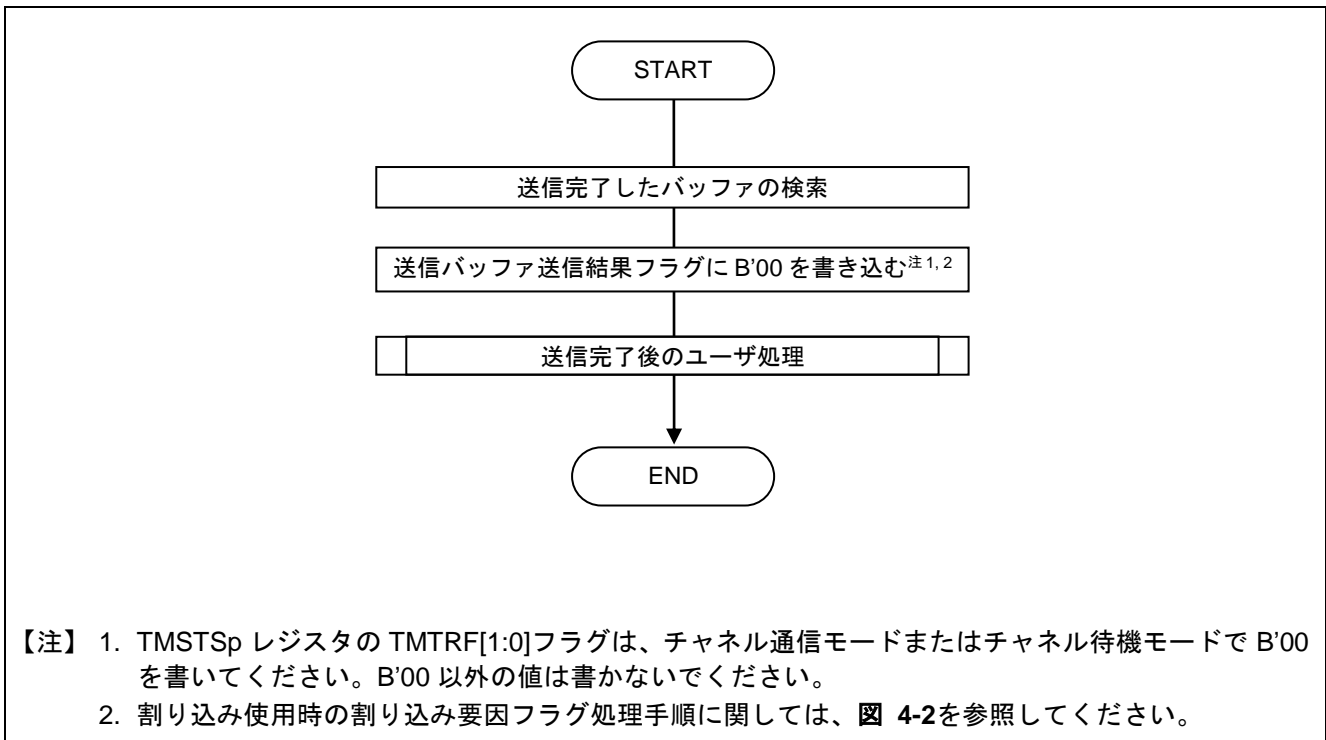 START
送信完了したバッファの検索
送信バッファ送信結果フラグに B'00 を書き込む注 1, 2
送信完了後のユーザ処理
END
【注】 1. TMSTSp レジスタの TMTRF[1:0]フラグは、チャネル通信モードまたはチャネル待機モードで B'00
を書いてください。B'00 以外の値は書かないでください。
2. 割り込み使用時の割り込み要因フラグ処理手順に関しては、図 4-2を参照してください。